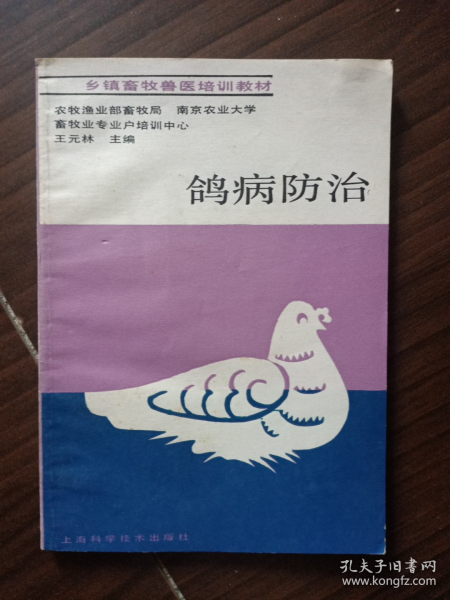 乡镇畜牧兽医培训教材
农牧渔业部畜牧局 南京农业大学
畜牧业专业户培训中心
王元林 主编
鸽病防治
上海科学技术出版社
孔夫子旧书网
www.kongfz.com